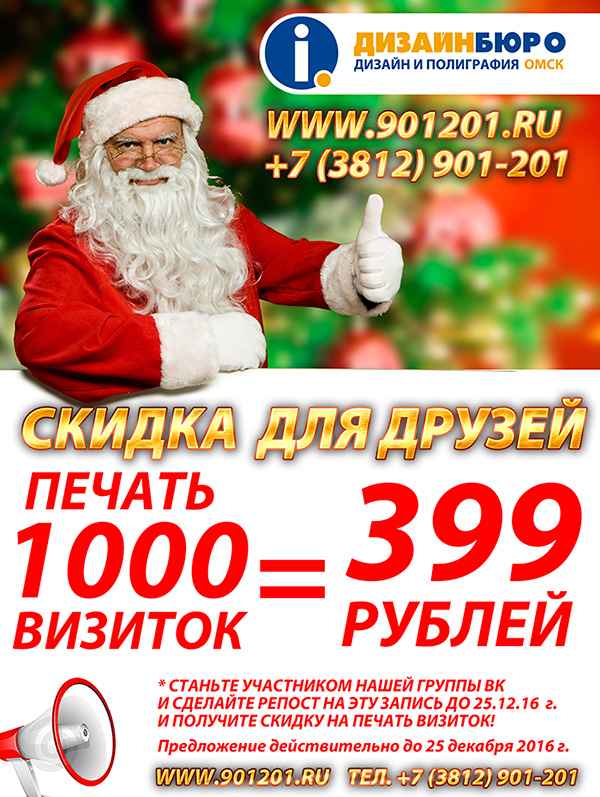 i.
ДИЗАЙНБЮРО
ДИЗАЙН И ПОЛИГРАФИЯ ОМСК
WWW.901201.RU
+7 (3812) 901-201
СКИДКА ДЛЯ ДРУЗЕЙ
ПЕЧАТЬ
1000
ВИЗИТОК
=
399
РУБЛЕЙ
* СТАНЬТЕ УЧАСТНИКОМ НАШЕЙ ГРУППЫ ВК
И СДЕЛАЙТЕ РЕПОСТ НА ЭТУ ЗАПИСЬ ДО 25.12.16 г.
И ПОЛУЧИТЕ СКИДКУ НА ПЕЧАТЬ ВИЗИТОК!
Предложение действительно до 25 декабря 2016 г.
WWW.901201.RU ТЕЛ. +7 (3812) 901-201